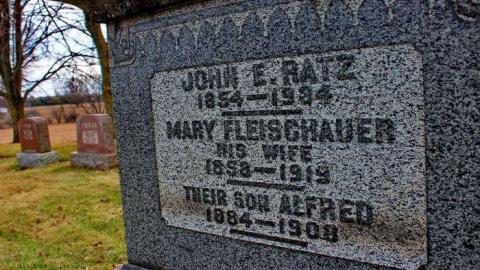 JOHN E. RATZ
1854—1934
MARY FLEISCHAUER
HIS WIFE
1858—1919
THEIR SON ALFRED
1884—1908